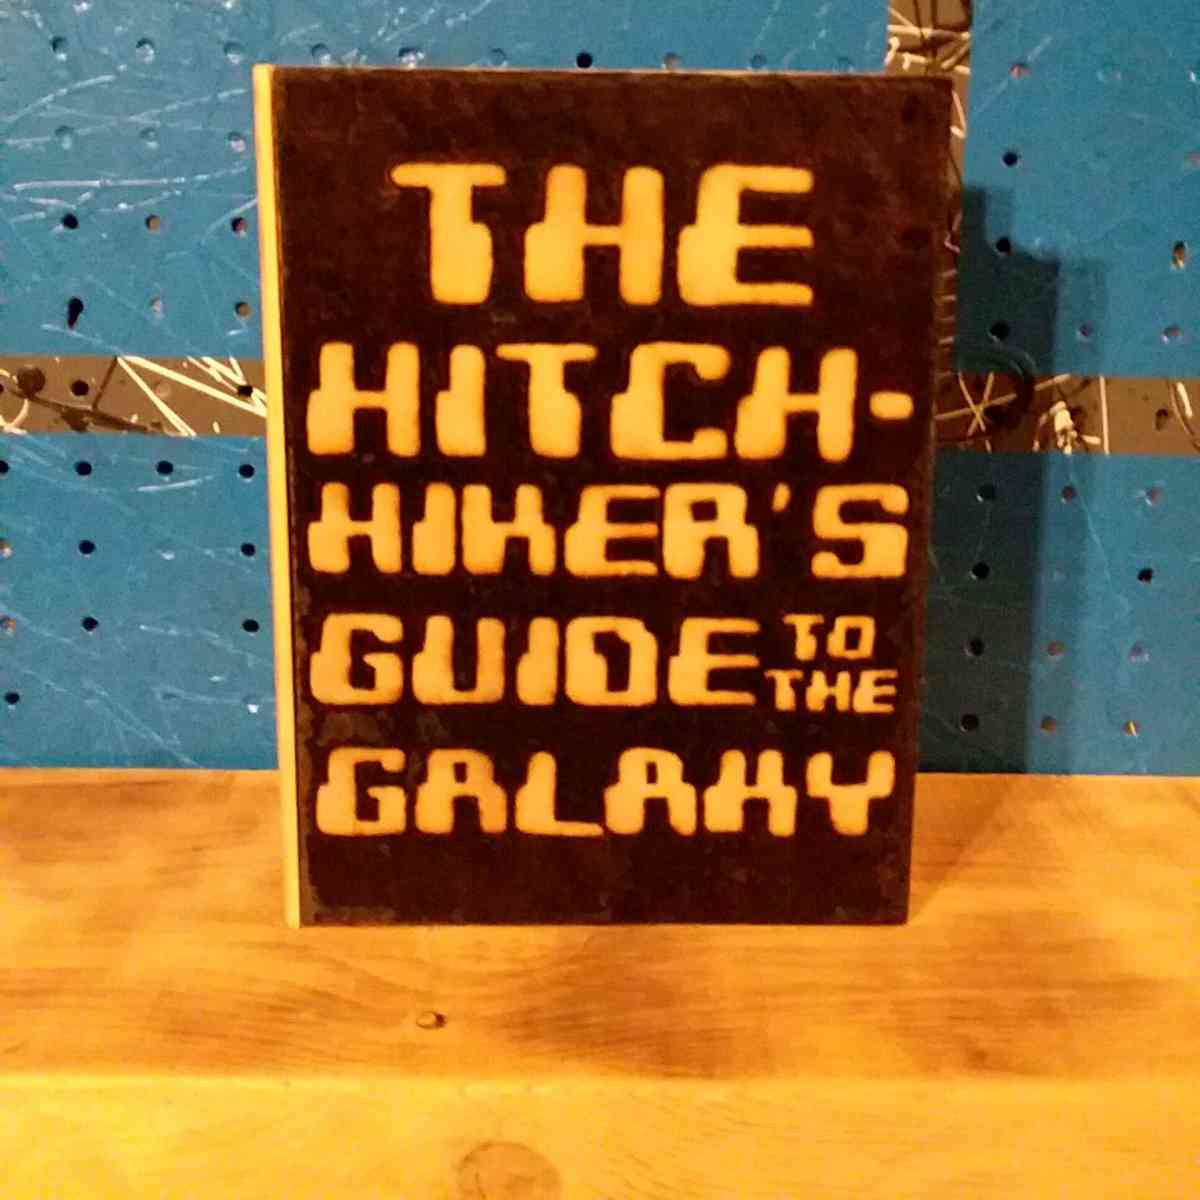 THE
HITCH-
HIKER'S
GUIDE TO THE
GALAXY